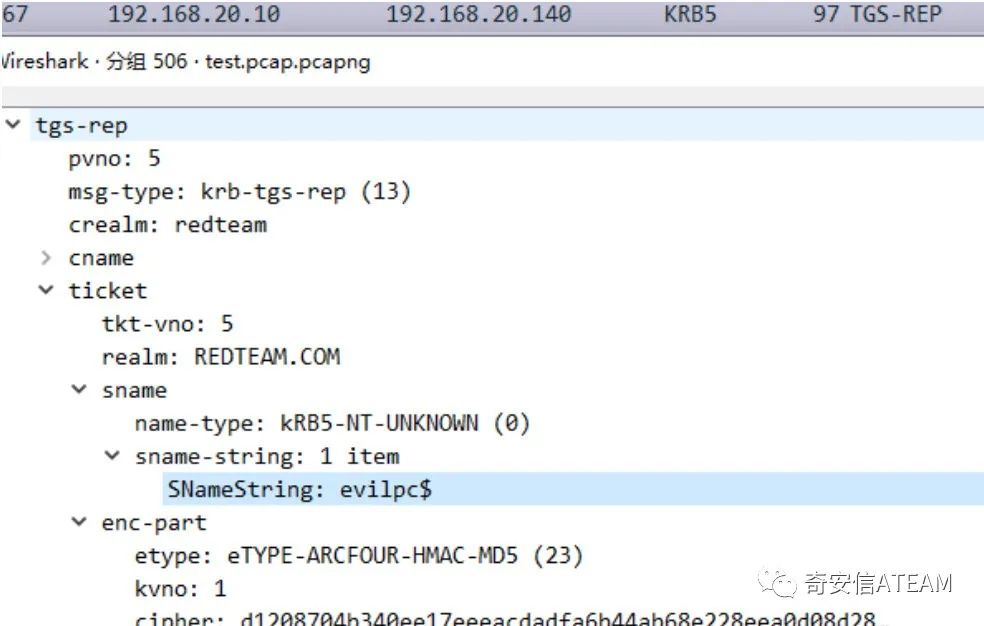 67 192.168.20.10 192.168.20.140 KRB5 97 TGS-REP
Wireshark · 分组 506 · test.pcap.pcapng
tgs-rep
pvno: 5
msg-type: krb-tgs-rep (13)
crealm: redteam
cname
ticket
tkt-vno: 5
realm: REDTEAM.COM
sname
name-type: kRB5-NT-UNKNOWN (0)
sname-string: 1 item
SNameString: evilpc$
enc-part
etype: eTYPE-ARCFOUR-HMAC-MD5 (23)
kvno: 1
cipher: d1208704b340ee17eeeacdadfa6b44ab68e228eea0d08d28…
奇安信ATEAM